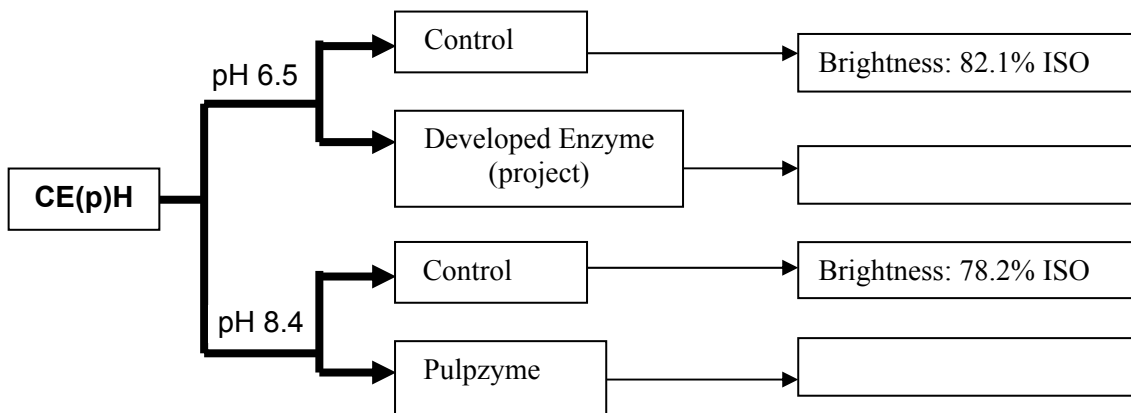 Control
Brightness: 82.1% ISO
pH 6.5
Developed Enzyme
(project)
CE(p)H
Control
Brightness: 78.2% ISO
pH 8.4
Pulpzyme